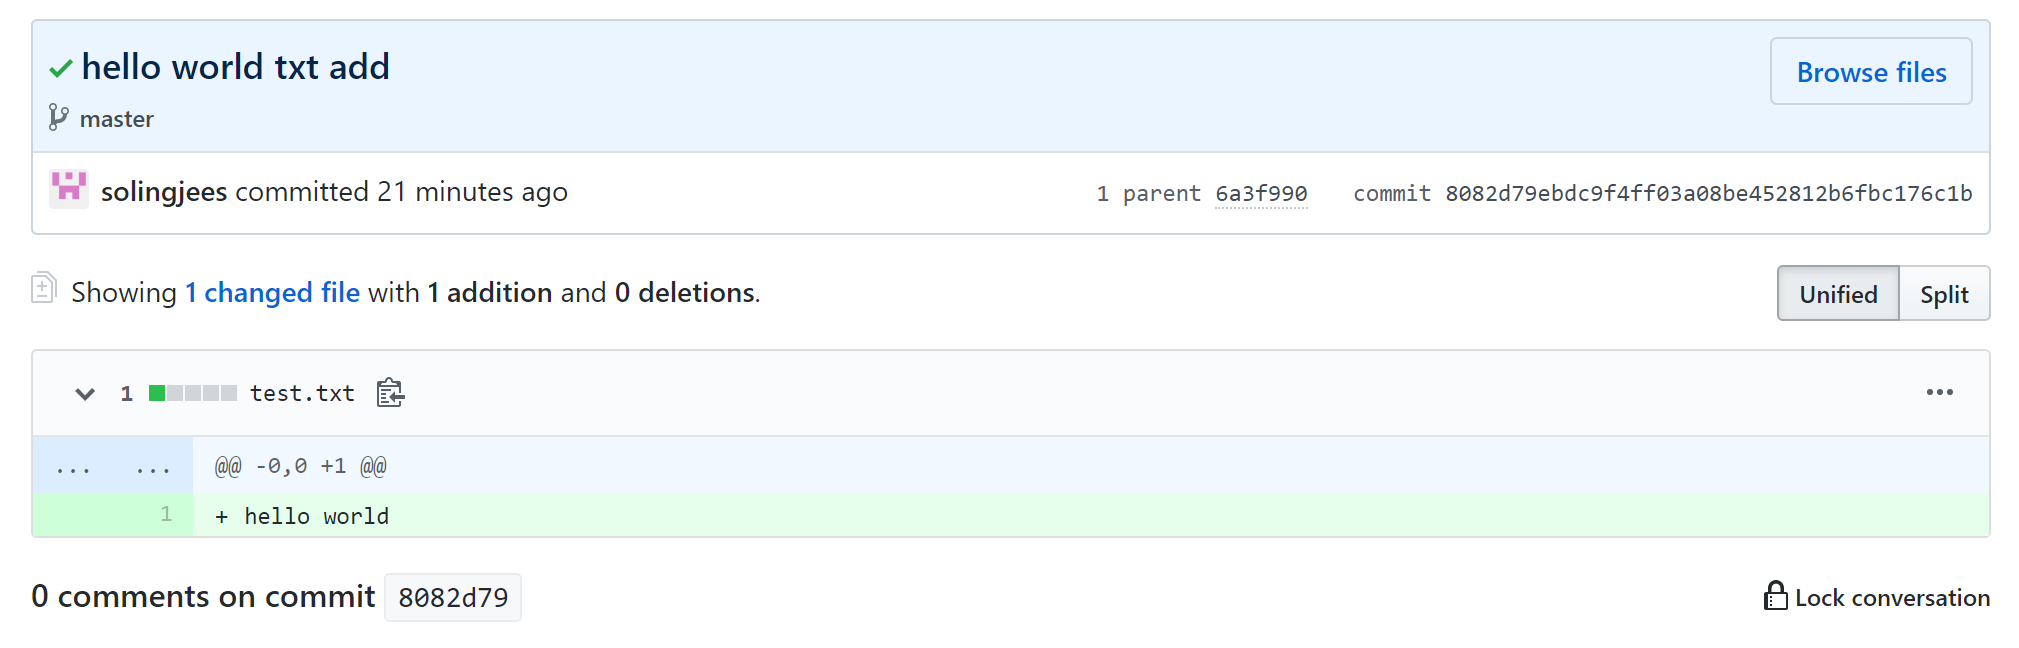 hello world txt add
Browse files
master
solingjees committed 21 minutes ago
1 parent 6a3f990 commit 8082d79ebdc9f4ff03a08be452812b6fbc176c1b
Showing 1 changed file with 1 addition and 0 deletions.
Unified Split
1 test.txt
... ... @@ -0,0 +1 @@
1 + hello world
0 comments on commit 8082d79
Lock conversation